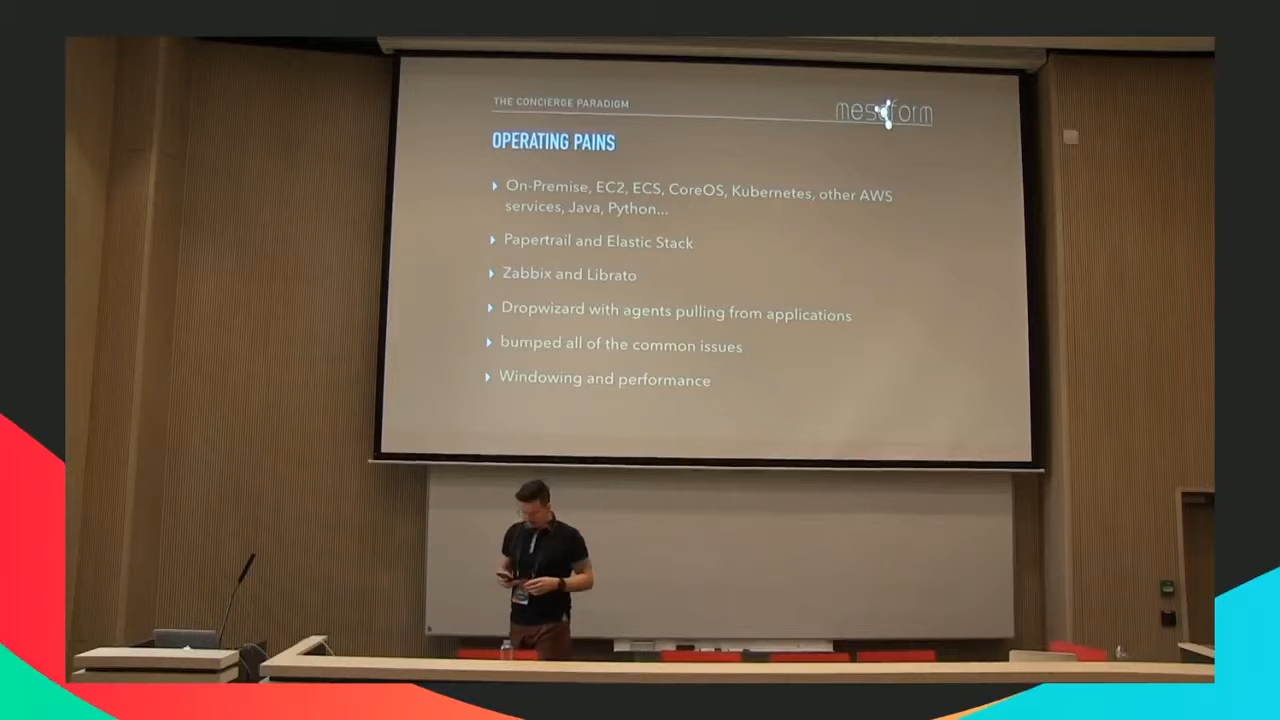 THE CONCIERGE PARADIGM
mesoform
OPERATING PAINS
On-Premise, EC2, ECS, CoreOS, Kubernetes, other AWS
services, Java, Python...
Papertrail and Elastic Stack
Zabbix and Librato
Dropwizard with agents pulling from applications
bumped all of the common issues
Windowing and performance